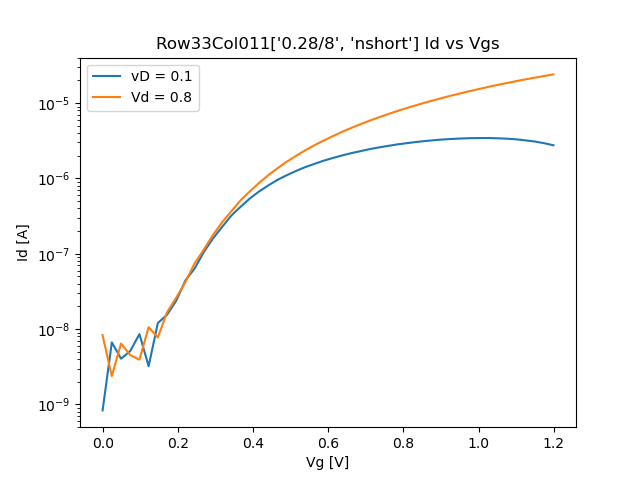 Row33Col011['0.28/8', 'nshort'] Id vs Vgs
vD = 0.1
Vd = 0.8
10⁻⁵
10⁻⁶
10⁻⁷
10⁻⁸
10⁻⁹
Id [A]
0.0 0.2 0.4 0.6 0.8 1.0 1.2
Vg [V]